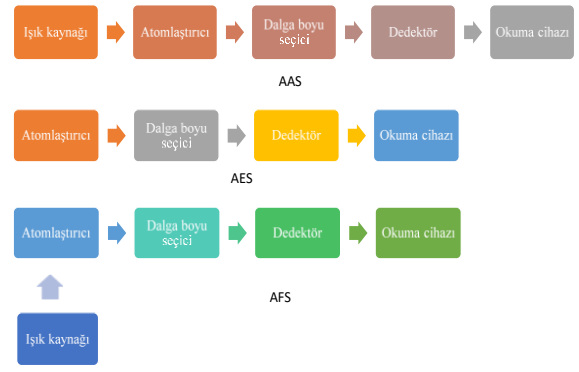 Işık kaynağı
Atomlaştırıcı
Dalga boyu
seçici
Dedektör
Okuma cihazı
AAS
Atomlaştırıcı
Dalga boyu
seçici
Dedektör
Okuma cihazı
AES
Atomlaştırıcı
Dalga boyu
seçici
Dedektör
Okuma cihazı
AFS
Işık kaynağı